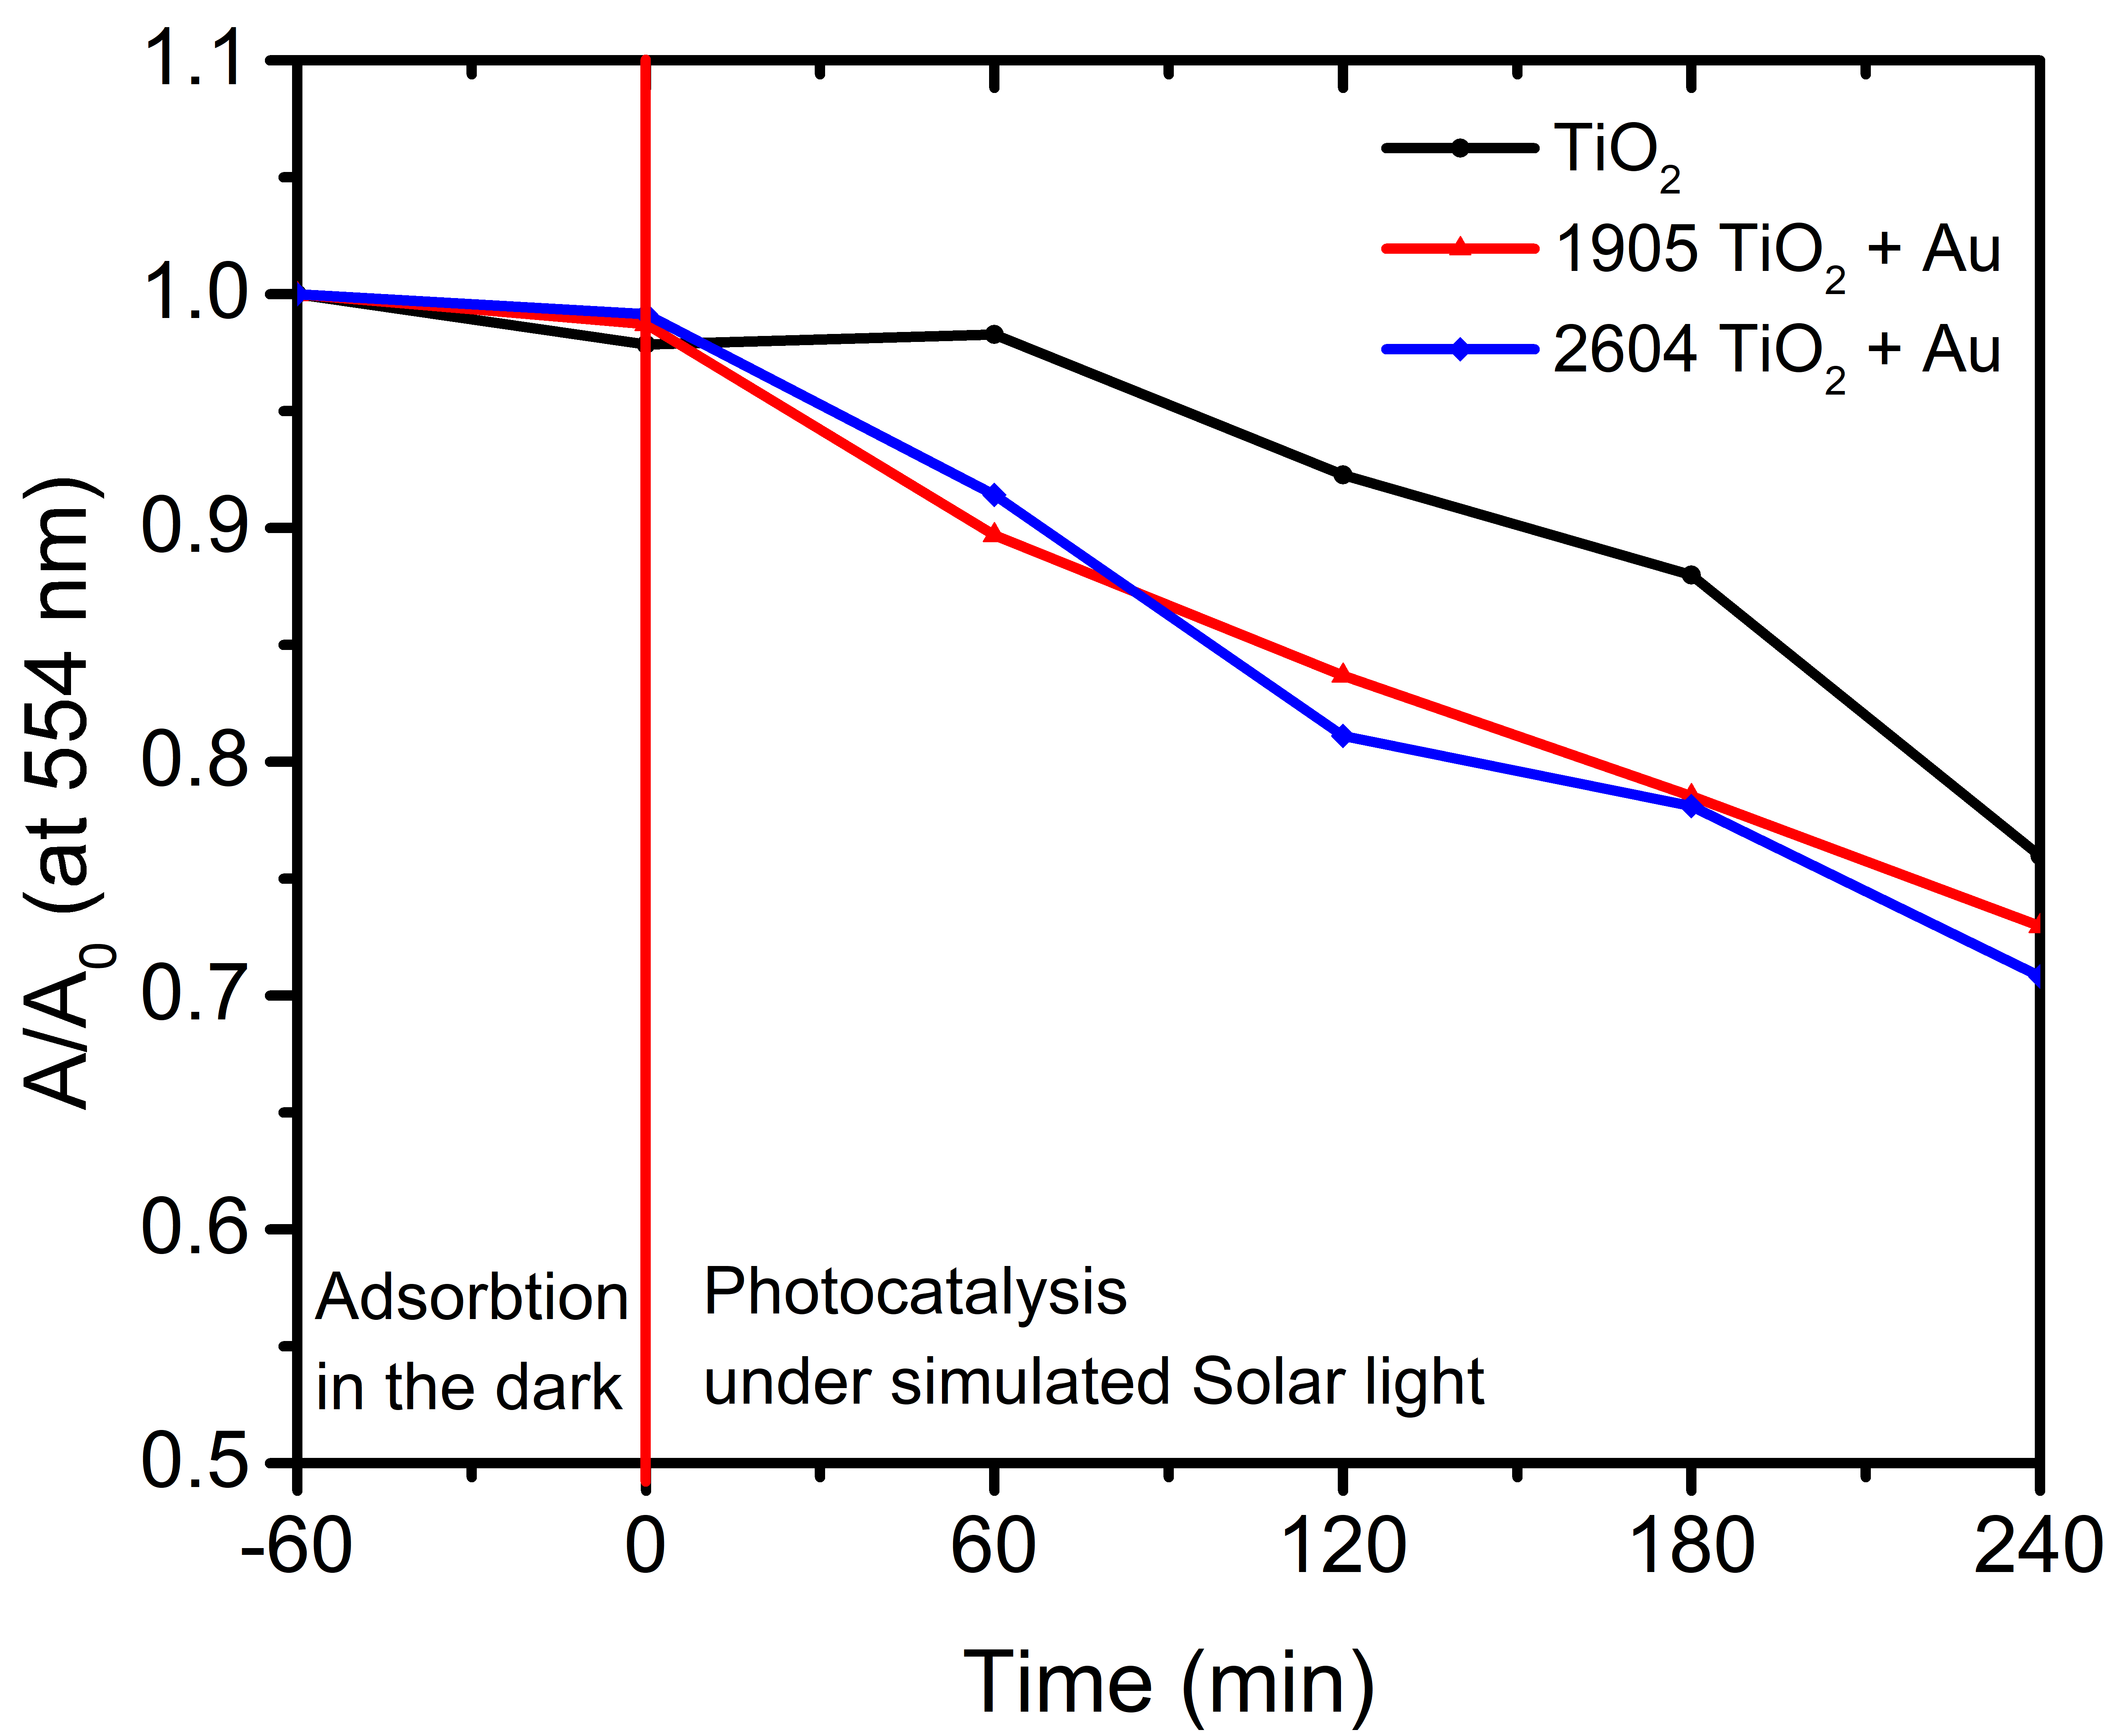 1.1
1.0
0.9
0.8
0.7
0.6
0.5
A/A₀ (at 554 nm)
TiO₂
1905 TiO₂ + Au
2604 TiO₂ + Au
Adsorbtion
in the dark
Photocatalysis
under simulated Solar light
-60 0 60 120 180 240
Time (min)